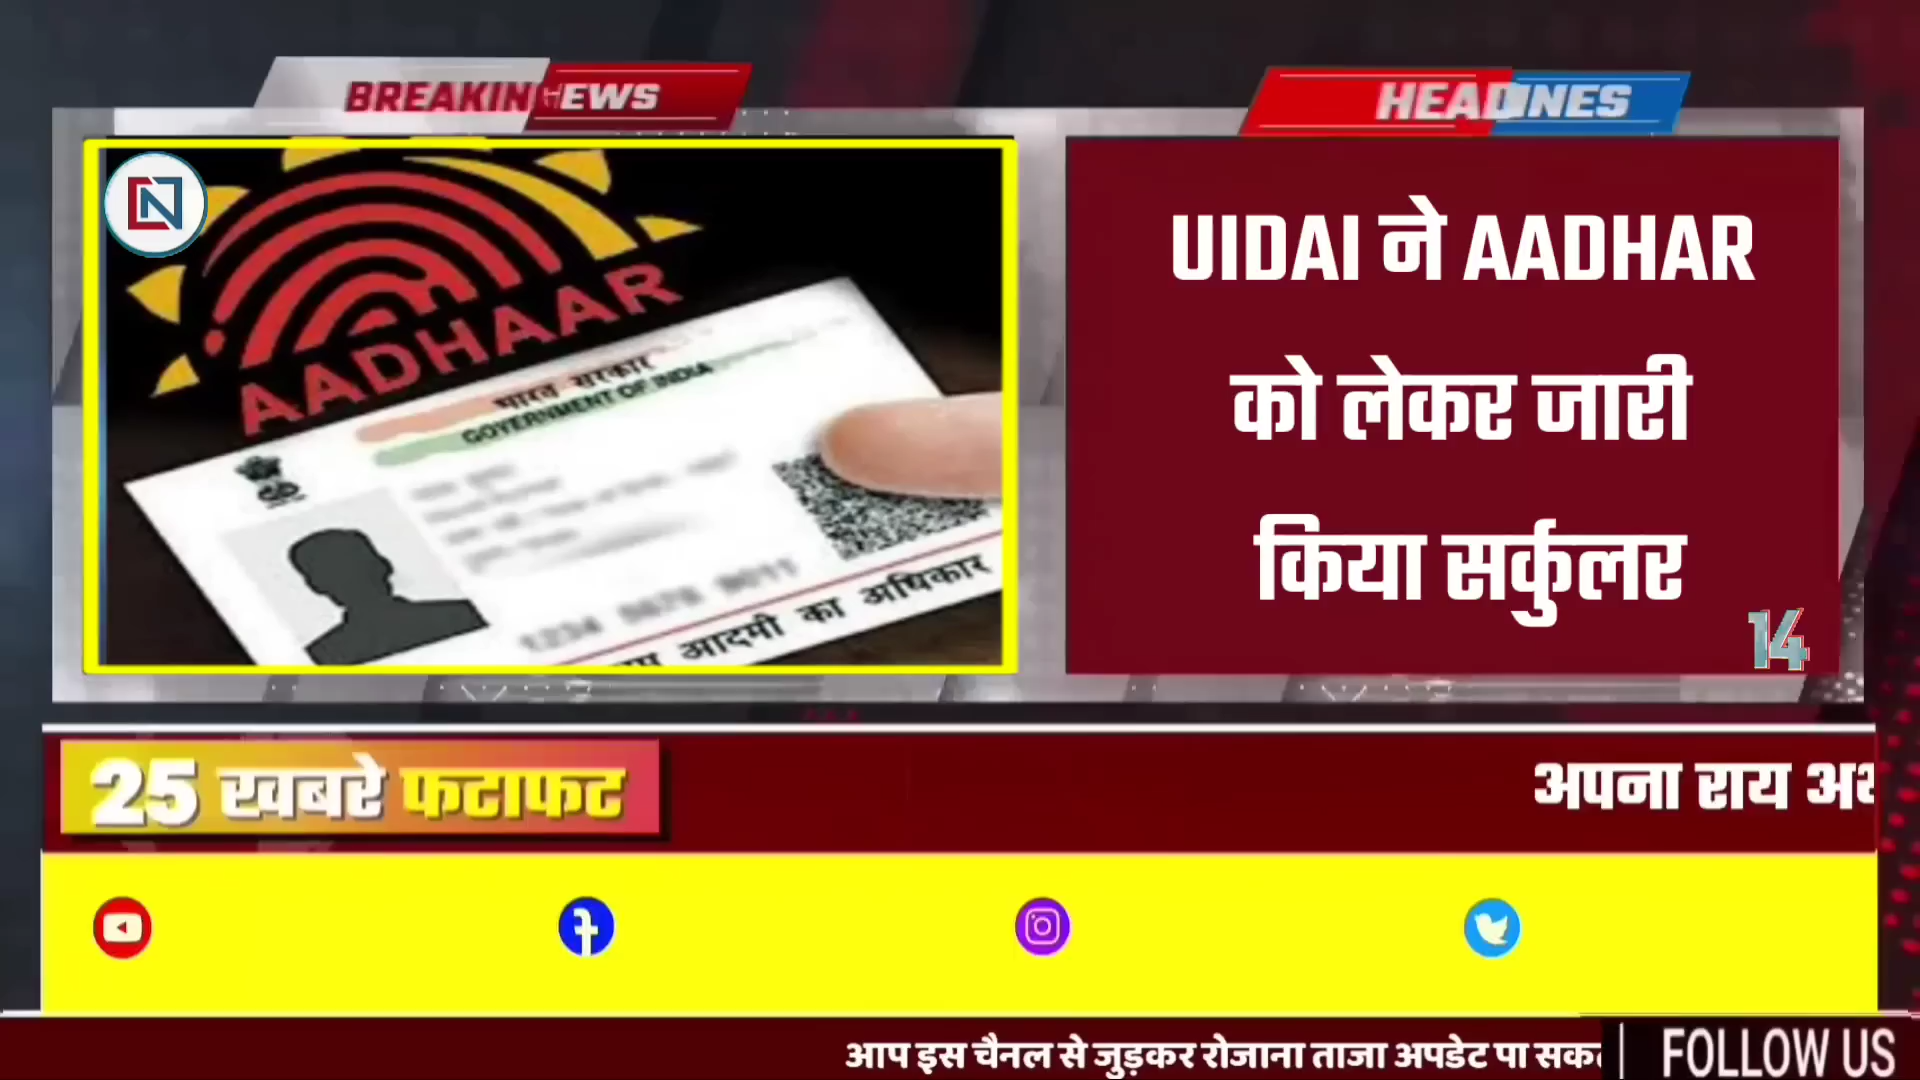 BREAKING NEWS
HEADLINES
UIDAI ने AADHAR
को लेकर जारी
किया सर्कुलर
14
AADHAAR
भारत सरकार
GOVERNMENT OF INDIA
आदमी का अधिकार
25 खबरे फटाफट
अपना राय
आप इस चैनल से जुड़कर रोजाना ताजा अपडेट पा
FOLLOW US